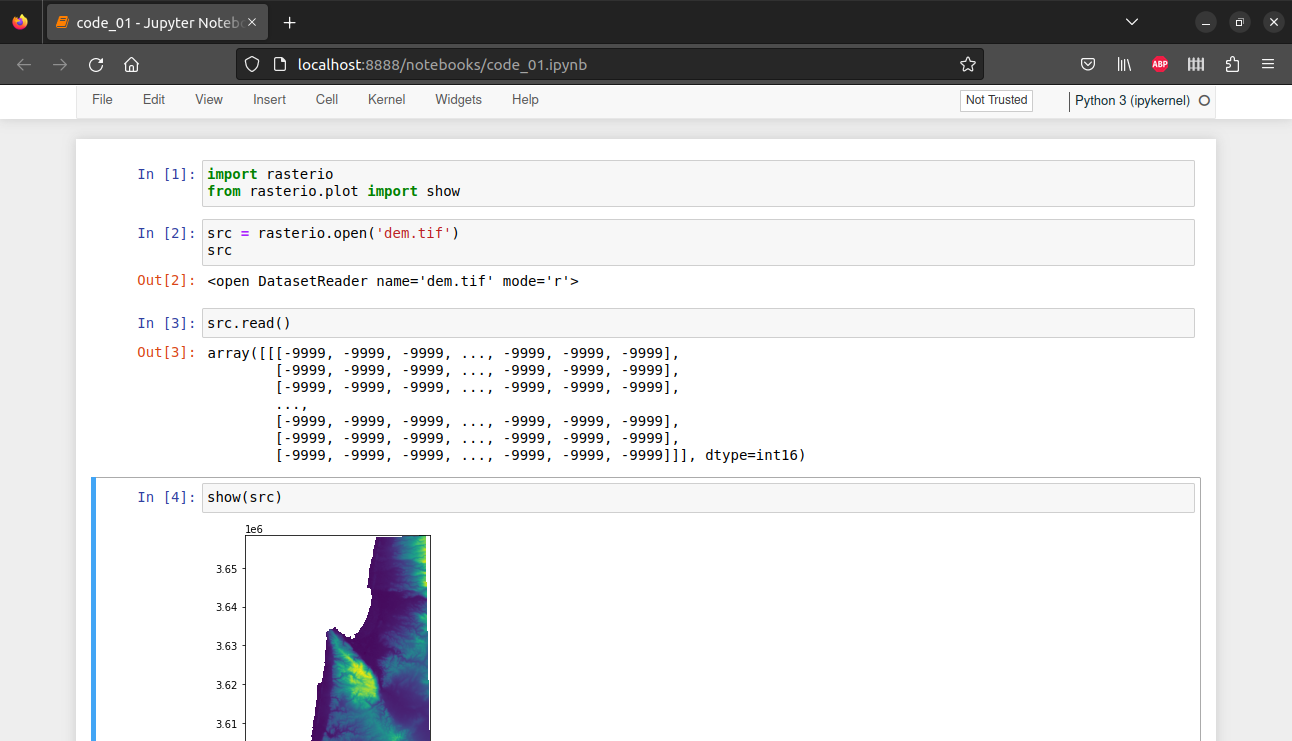 code_01 - Jupyter Noteb
localhost:8888/notebooks/code_01.ipynb
ABP
File Edit View Insert Cell Kernel Widgets Help
Not Trusted
Python 3 (ipykernel)
In [1]: import rasterio
from rasterio.plot import show
In [2]: src = rasterio.open('dem.tif')
src
Out[2]: <open DatasetReader name='dem.tif' mode='r'>
In [3]: src.read()
Out[3]: array([[[-9999, -9999, -9999, ..., -9999, -9999, -9999],
[-9999, -9999, -9999, ..., -9999, -9999, -9999],
[-9999, -9999, -9999, ..., -9999, -9999, -9999],
...,
[-9999, -9999, -9999, ..., -9999, -9999, -9999],
[-9999, -9999, -9999, ..., -9999, -9999, -9999],
[-9999, -9999, -9999, ..., -9999, -9999, -9999]]], dtype=int16)
In [4]: show(src)
1e6
3.65
3.64
3.63
3.62
3.61